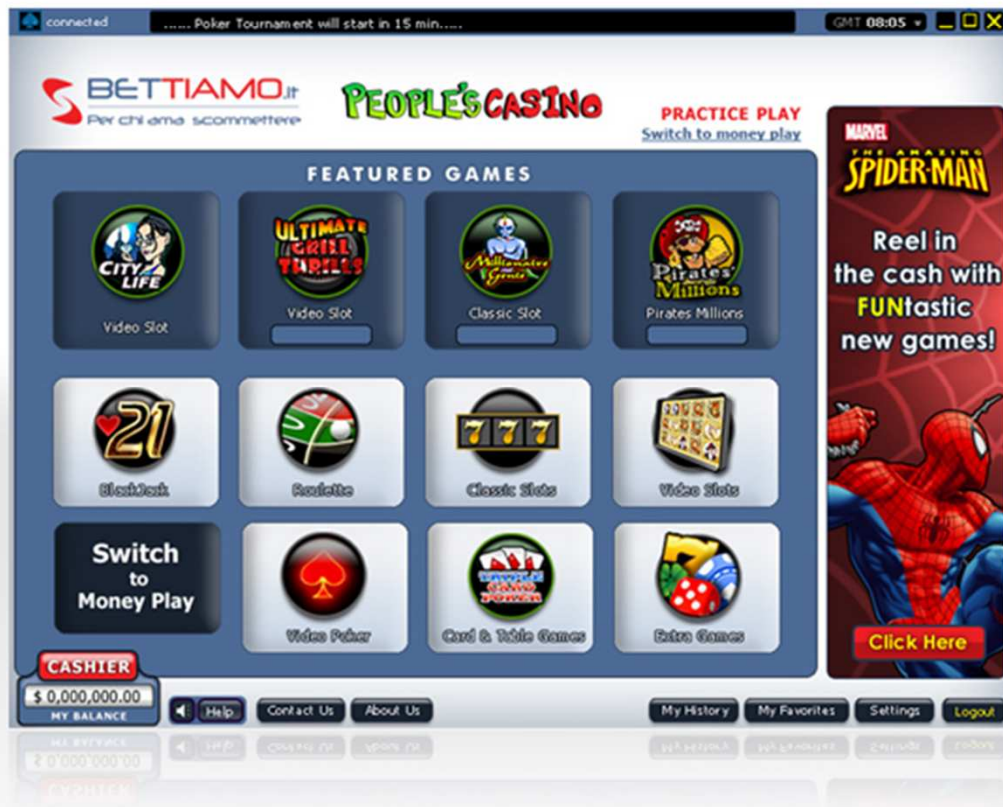 connected
...... Poker Tournament will start in 15 min.....
GMT 08:05
BETTIAMO.it
Per chi ama scommettere
PEOPLE'S CASINO
PRACTICE PLAY
Switch to money play
FEATURED GAMES
CITY
LIFE
Video Slot
ULTIMATE
GRILL
THRILLS
Video Slot
Millionaire
Genie
Classic Slot
Pirates'
Millions
Pirates Millions
21
BlackJack
Roulette
777
Classic Slots
Video Slots
Switch
to
Money Play
Video Poker
TRIPLE
CARD
POKER
Card & Table Games
7
Extra Games
MARVEL
THE AMAZING
SPIDER-MAN
Reel in
the cash with
FUNtastic
new games!
Click Here
CASHIER
$ 0,000,000.00
MY BALANCE
Help
Contact Us
About Us
My History
My Favorites
Settings
Logout